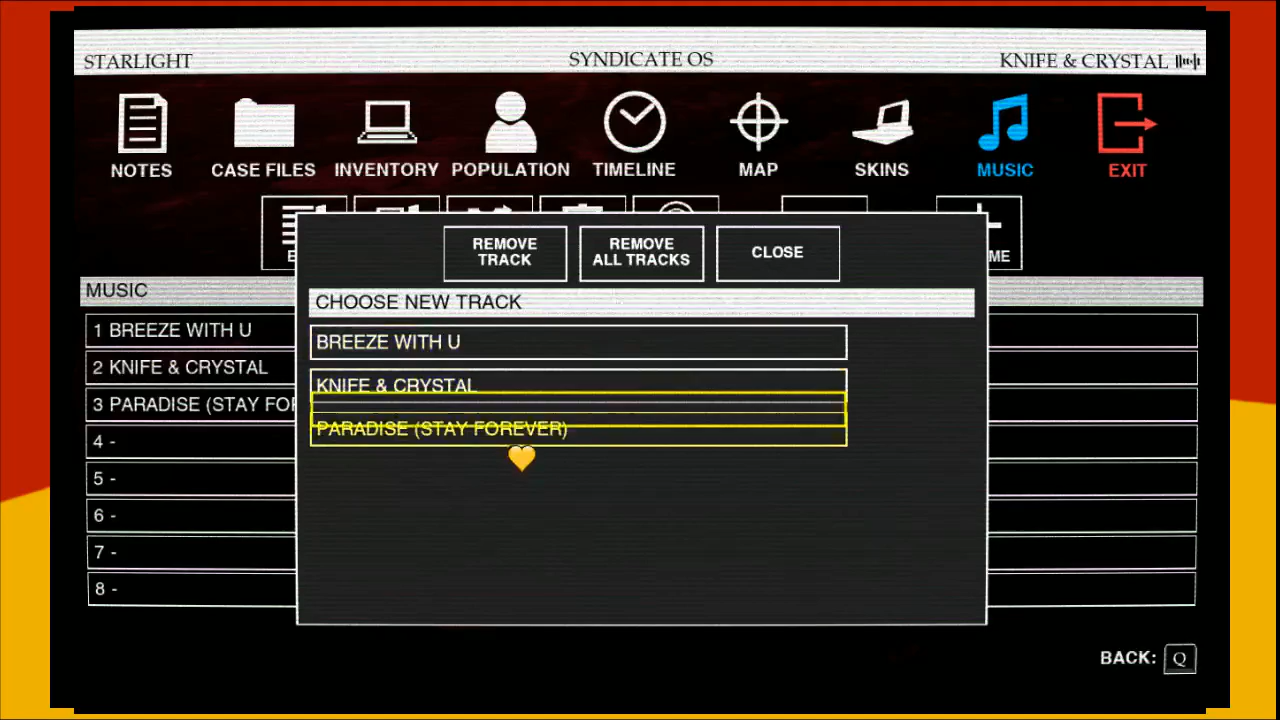 STARLIGHT SYNDICATE OS KNIFE & CRYSTAL
NOTES CASE FILES INVENTORY POPULATION TIMELINE MAP SKINS MUSIC EXIT
REMOVE TRACK
REMOVE ALL TRACKS
CLOSE
MUSIC
CHOOSE NEW TRACK
BREEZE WITH U
KNIFE & CRYSTAL
PARADISE (STAY FOREVER)
1 BREEZE WITH U
2 KNIFE & CRYSTAL
3 PARADISE (STAY FOR
4 -
5 -
6 -
7 -
8 -
BACK: Q